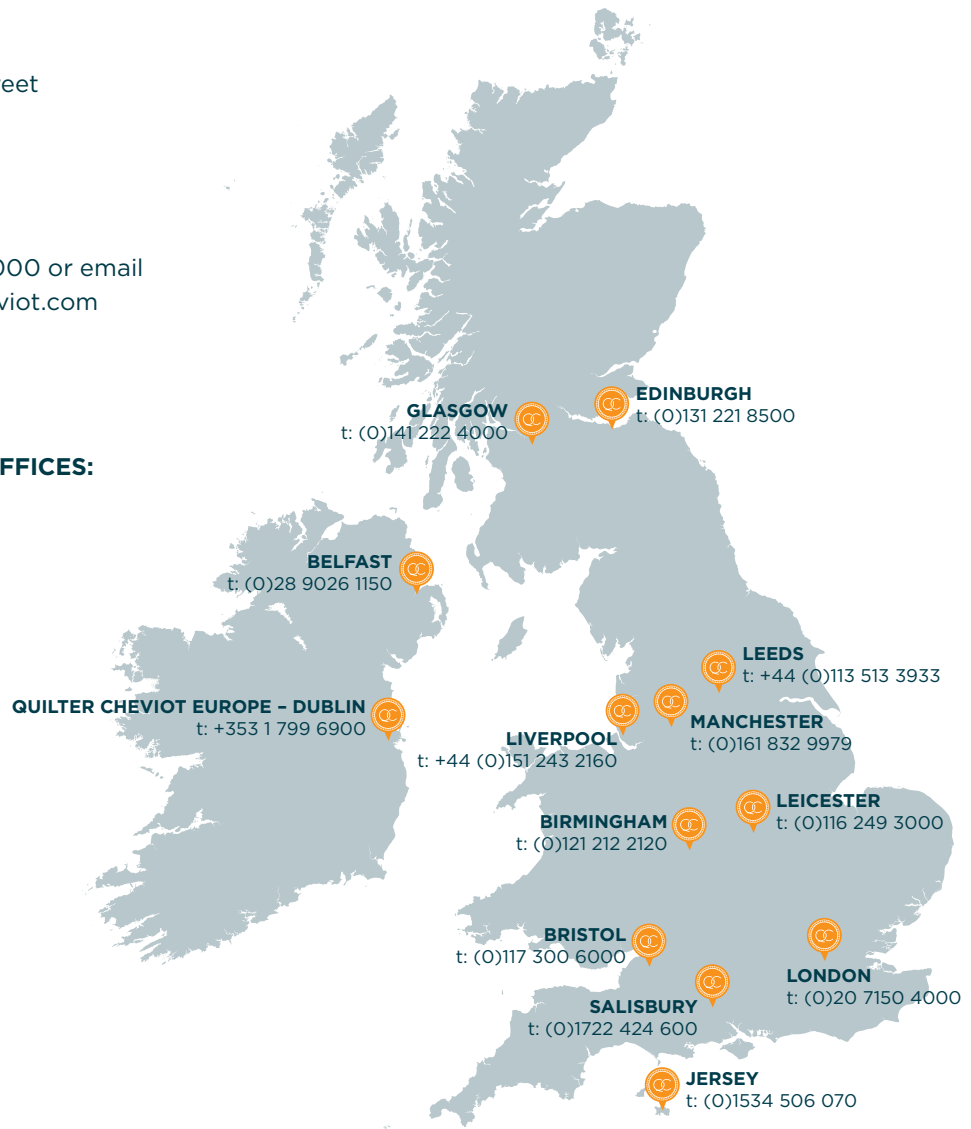 reet
000 or email
viot.com
FFICES:
EDINBURGH
t: (0)131 221 8500
GLASGOW
t: (0)141 222 4000
BELFAST
t: (0)28 9026 1150
LEEDS
t: +44 (0)113 513 3933
QUILTER CHEVIOT EUROPE – DUBLIN
t: +353 1 799 6900
MANCHESTER
t: (0)161 832 9979
LIVERPOOL
t: +44 (0)151 243 2160
LEICESTER
t: (0)116 249 3000
BIRMINGHAM
t: (0)121 212 2120
BRISTOL
t: (0)117 300 6000
LONDON
t: (0)20 7150 4000
SALISBURY
t: (0)1722 424 600
JERSEY
t: (0)1534 506 070